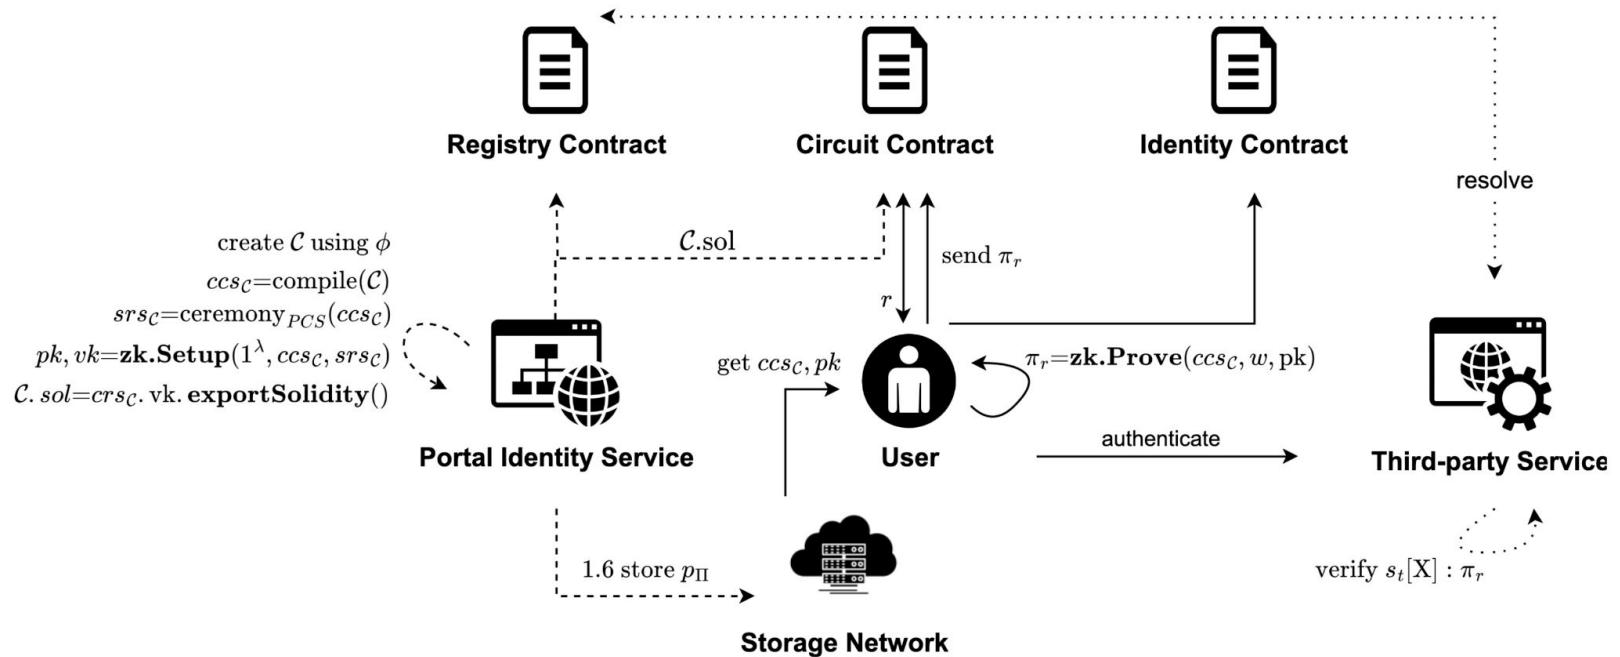 Registry Contract
Circuit Contract
Identity Contract
resolve
create 𝒞 using ϕ
ccs𝒞=compile(𝒞)
srs𝒞=ceremonyPCS(ccs𝒞)
pk, vk=zk.Setup(1^λ, ccs𝒞, srs𝒞)
𝒞. sol=crs𝒞. vk. exportSolidity()
𝒞.sol
r
send πr
get ccs𝒞, pk
πr=zk.Prove(ccs𝒞, w, pk)
authenticate
Portal Identity Service
User
Third-party Service
1.6 store pΠ
verify st[X] : πr
Storage Network